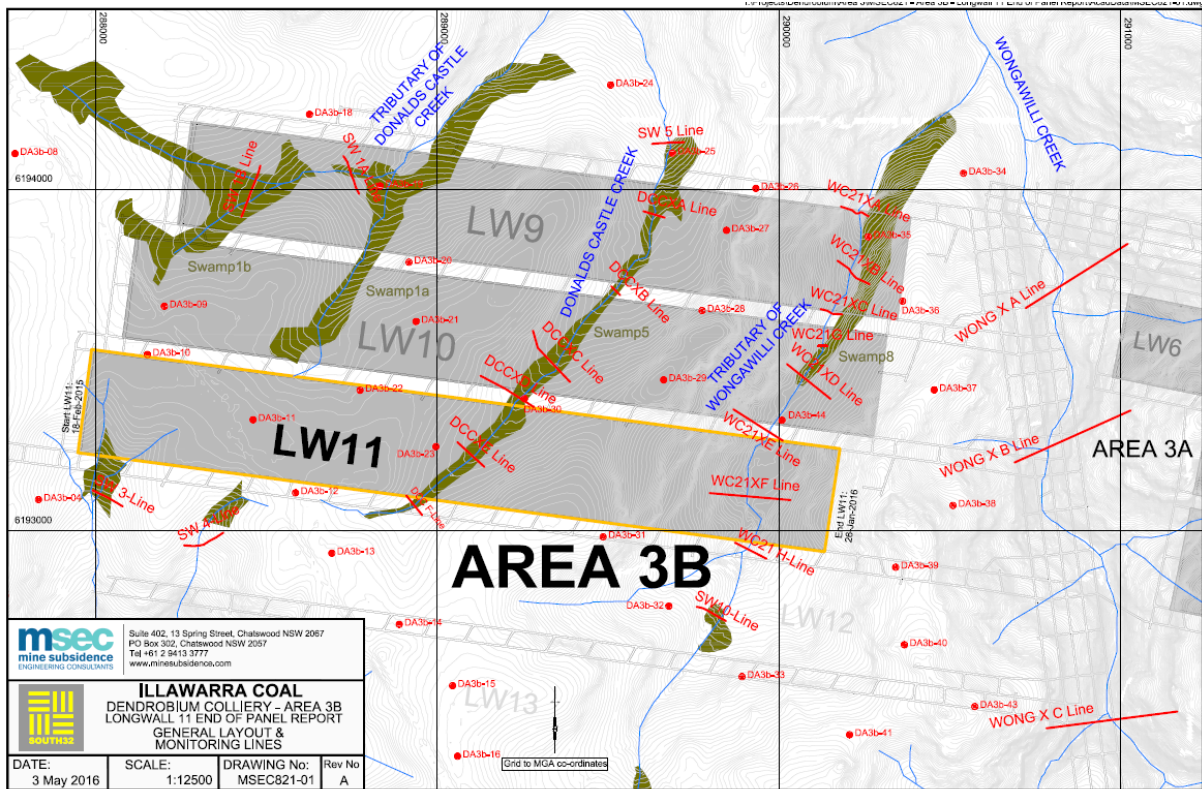 288000
289000
290000
291000
TRIBUTARY OF
DONALDS CASTLE
CREEK
WONGAWILLI CREEK
DA3b-24
DA3b-18
SW 5 Line
DA3b-08
SW 1A Line
DA3b-25
SW 1B Line
DA3b-34
6194000
DA3b-26
WC21XA Line
DCCXA Line
LW9
DA3b-27
DA3b-35
DONALDS CASTLE CREEK
Swamp1b
DA3b-20
WC21XB Line
DCCXB Line
WONG X A Line
Swamp1a
DA3b-09
DA3b-28
WC21XC Line
DA3b-36
DA3b-21
LW10
Swamp5
WC21G Line
LW6
DA3b-10
DCCXC Line
TRIBUTARY OF
WONGAWILLI CREEK
Swamp8
DA3b-29
WC21XD Line
DA3b-22
DCCXD Line
DA3b-37
Start LW11:
18-Feb-2015
DA3b-11
DA3b-30
DA3b-44
WC21XE Line
LW11
DA3b-23
DCCXE Line
WONG X B Line
AREA 3A
DA3b-04
SW 3-Line
DA3b-12
WC21XF Line
DA3b-38
6193000
End LW11:
26-Jan-2016
DA3b-31
DA3b-13
WC21 H-Line
AREA 3B
DA3b-39
DA3b-32
SW10-Line
LW12
DA3b-14
DA3b-40
DA3b-33
DA3b-15
LW13
DA3b-43
WONG X C Line
DA3b-41
DA3b-16
Grid to MGA co-ordinates
msec
mine subsidence
ENGINEERING CONSULTANTS
Suite 402, 13 Spring Street, Chatswood NSW 2067
PO Box 302, Chatswood NSW 2057
Tel +61 2 9413 3777
www.minesubsidence.com
SOUTH32
ILLAWARRA COAL
DENDROBIUM COLLIERY - AREA 3B
LONGWALL 11 END OF PANEL REPORT
GENERAL LAYOUT &
MONITORING LINES
DATE:
3 May 2016
SCALE:
1:12500
DRAWING No:
MSEC821-01
Rev No
A